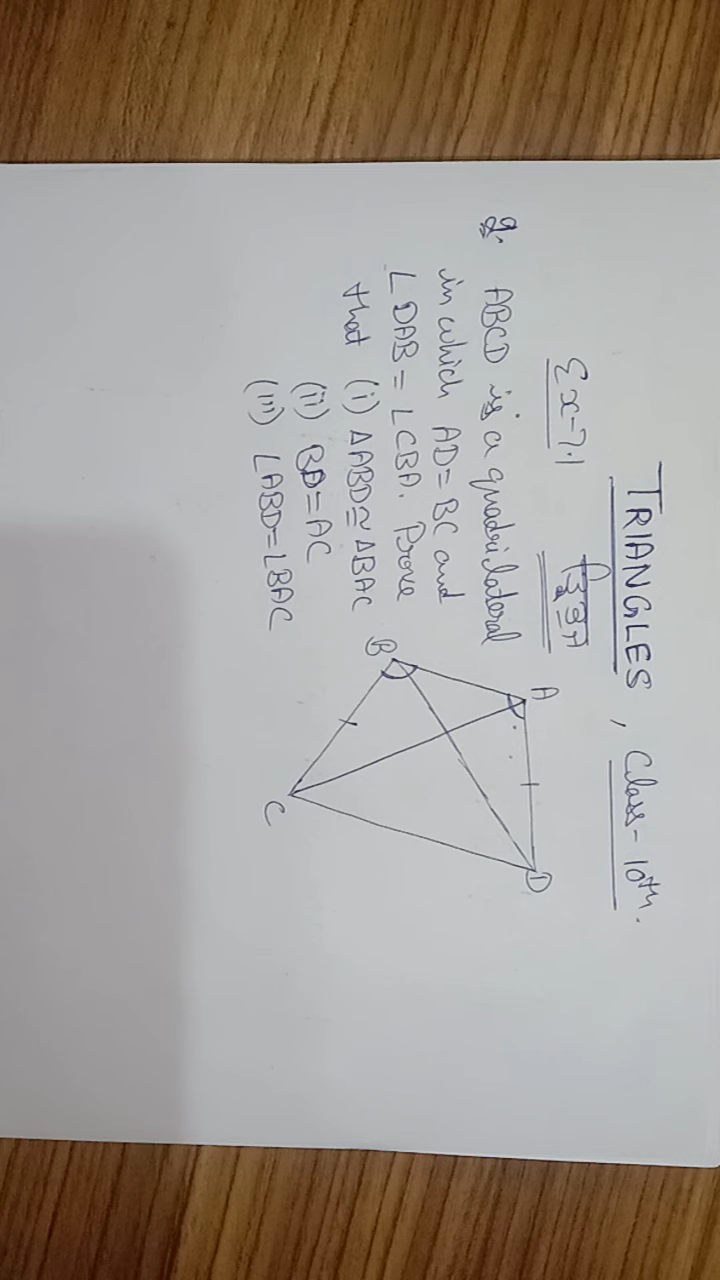 TRIANGLES, Class-10th.
Ex-7.1
Q. ABCD is a quadrilateral
in which AD=BC and
∠DAB=∠CBA. Prove
that (i) ΔABD≅ΔBAC
(ii) BD=AC
(iii) ∠ABD=∠BAC
A
B
C
D